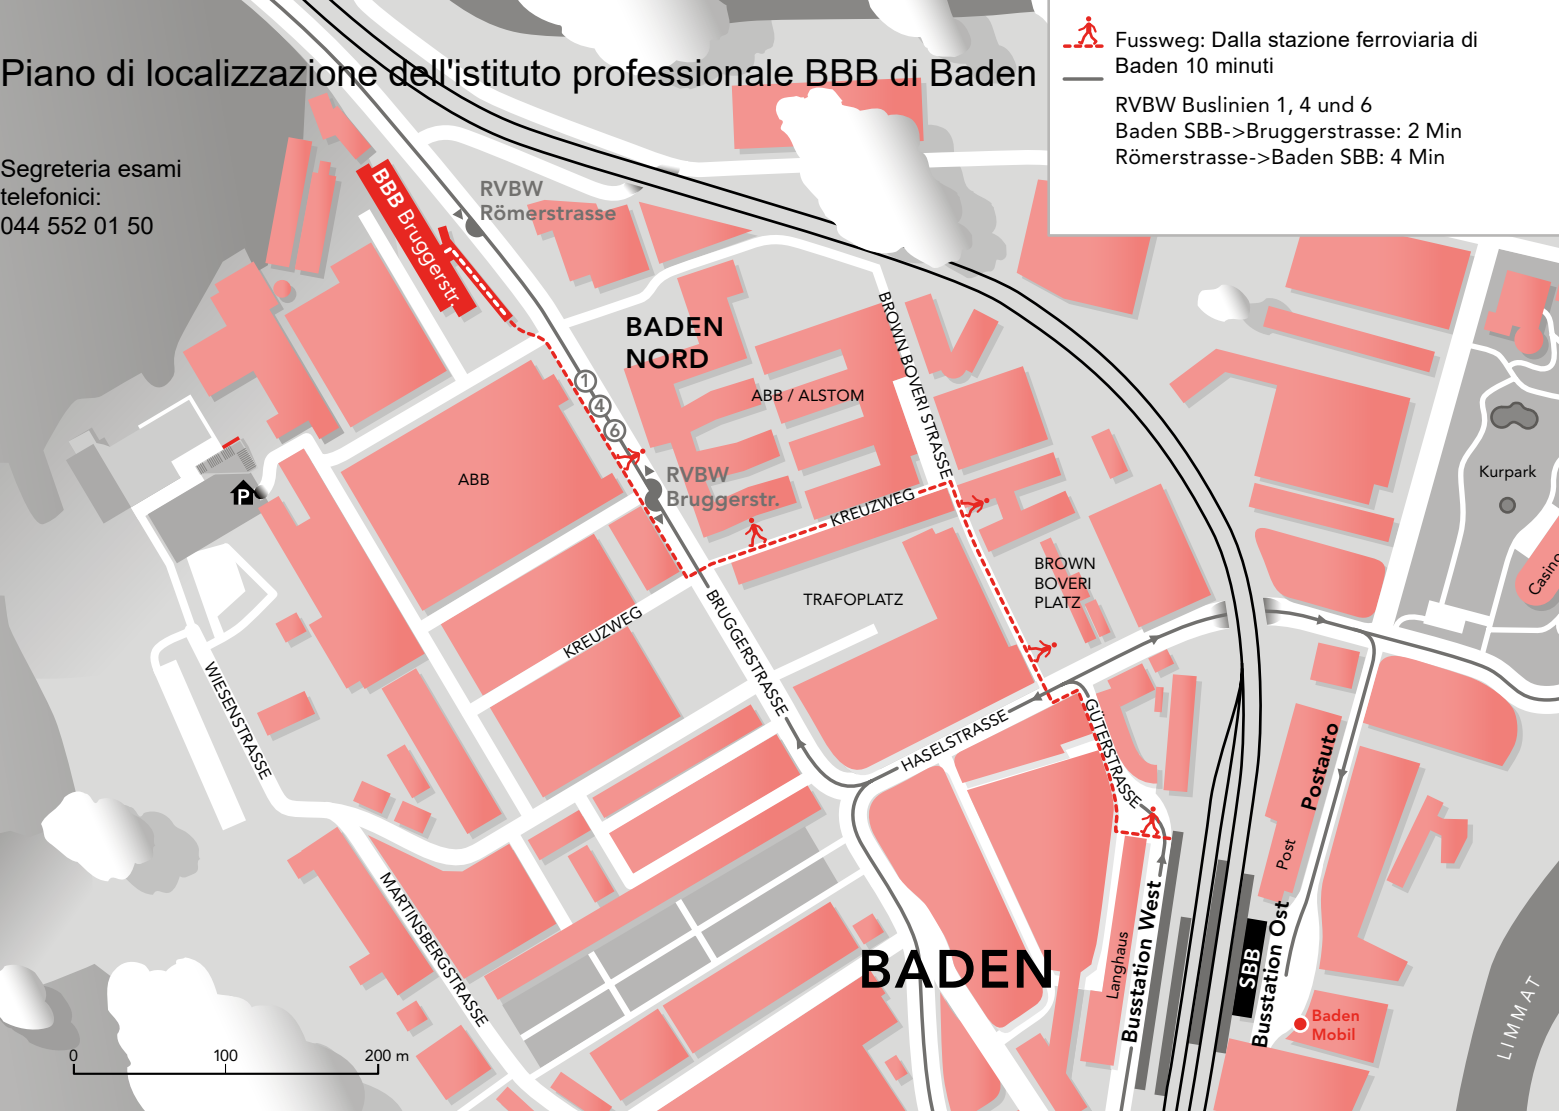 Fussweg: Dalla stazione ferroviaria di
Baden 10 minuti
RVBW Buslinien 1, 4 und 6
Baden SBB->Bruggerstrasse: 2 Min
Römerstrasse->Baden SBB: 4 Min
Piano di localizzazione dell'istituto professionale BBB di Baden
Segreteria esami
telefonici:
044 552 01 50
BBB Bruggerstr.
RVBW
Römerstrasse
BADEN
NORD
1
4
6
ABB / ALSTOM
BROWN BOVERI STRASSE
Kurpark
Casino
ABB
P
RVBW
Bruggerstr.
KREUZWEG
BROWN
BOVERI
PLATZ
TRAFOPLATZ
KREUZWEG
BRUGGERSTRASSE
WIESENSTRASSE
HASELSTRASSE
GÜTERSTRASSE
Postauto
Post
MARTINSBERGSTRASSE
BADEN
Langhaus
Busstation West
SBB
Busstation Ost
Baden
Mobil
LIMMAT
0
100
200 m